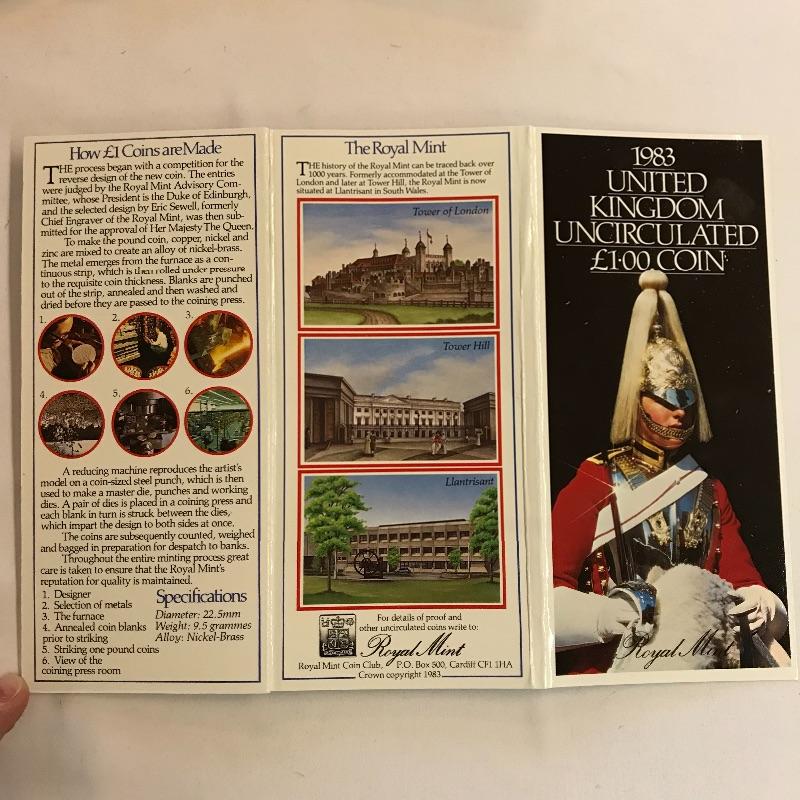 How £1 Coins are Made
THE process began with a competition for the
reverse design of the new coin. The entries
were judged by the Royal Mint Advisory Com-
mittee, whose President is the Duke of Edinburgh,
and the selected design by Eric Sewell, formerly
Chief Engraver of the Royal Mint, was then sub-
mitted for the approval of Her Majesty The Queen.
To make the pound coin, copper, nickel and
zinc are mixed to create an alloy of nickel-brass.
The metal emerges from the furnace as a con-
tinuous strip, which is then rolled under pressure
to the requisite coin thickness. Blanks are punched
out of the strip, annealed and then washed and
dried before they are passed to the coining press.
1.
2.
3.
4.
5.
6.
A reducing machine reproduces the artist's
model on a coin-sized steel punch, which is then
used to make a master die, punches and working
dies. A pair of dies is placed in a coining press and
each blank in turn is struck between the dies,
which impart the design to both sides at once.
The coins are subsequently counted, weighed
and bagged in preparation for despatch to banks.
Throughout the entire minting process great
care is taken to ensure that the Royal Mint's
reputation for quality is maintained.
1. Designer
2. Selection of metals
3. The furnace
4. Annealed coin blanks
prior to striking
5. Striking one pound coins
6. View of the
coining press room
Specifications
Diameter: 22.5mm
Weight: 9.5 grammes
Alloy: Nickel-Brass
The Royal Mint
THE history of the Royal Mint can be traced back over
1000 years. Formerly accommodated at the Tower of
London and later at Tower Hill, the Royal Mint is now
situated at Llantrisant in South Wales.
Tower of London
Tower Hill
Llantrisant
For details of proof and
other uncirculated coins write to:
Royal Mint
Royal Mint Coin Club, P.O. Box 500, Cardiff CF1 1HA
Crown copyright 1983
1983
UNITED
KINGDOM
UNCIRCULATED
£1·00 COIN
Royal Mint